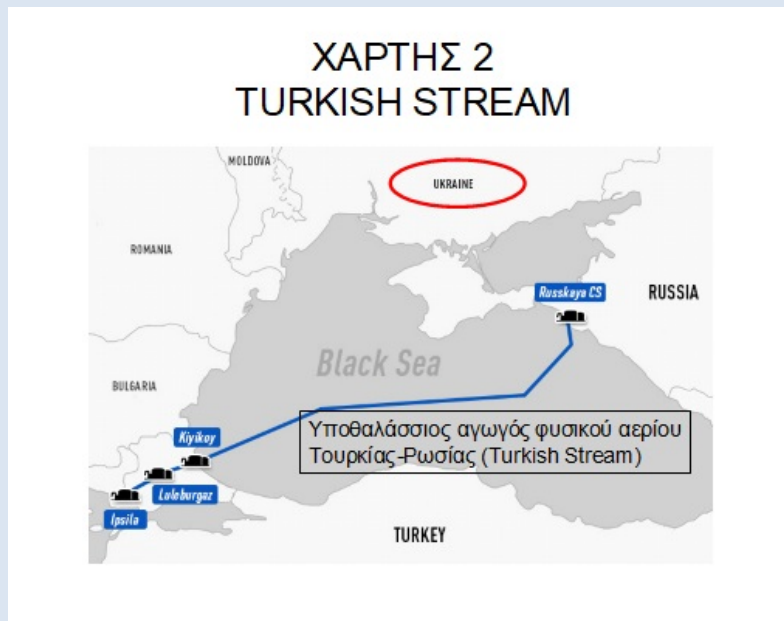 ΧΑΡΤΗΣ 2
TURKISH STREAM
MOLDOVA
UKRAINE
ROMANIA
Russkaya CS
RUSSIA
Black Sea
BULGARIA
Kiyikoy
Υποθαλάσσιος αγωγός φυσικού αερίου
Τουρκίας-Ρωσίας (Turkish Stream)
Luleburgaz
Ipsila
TURKEY